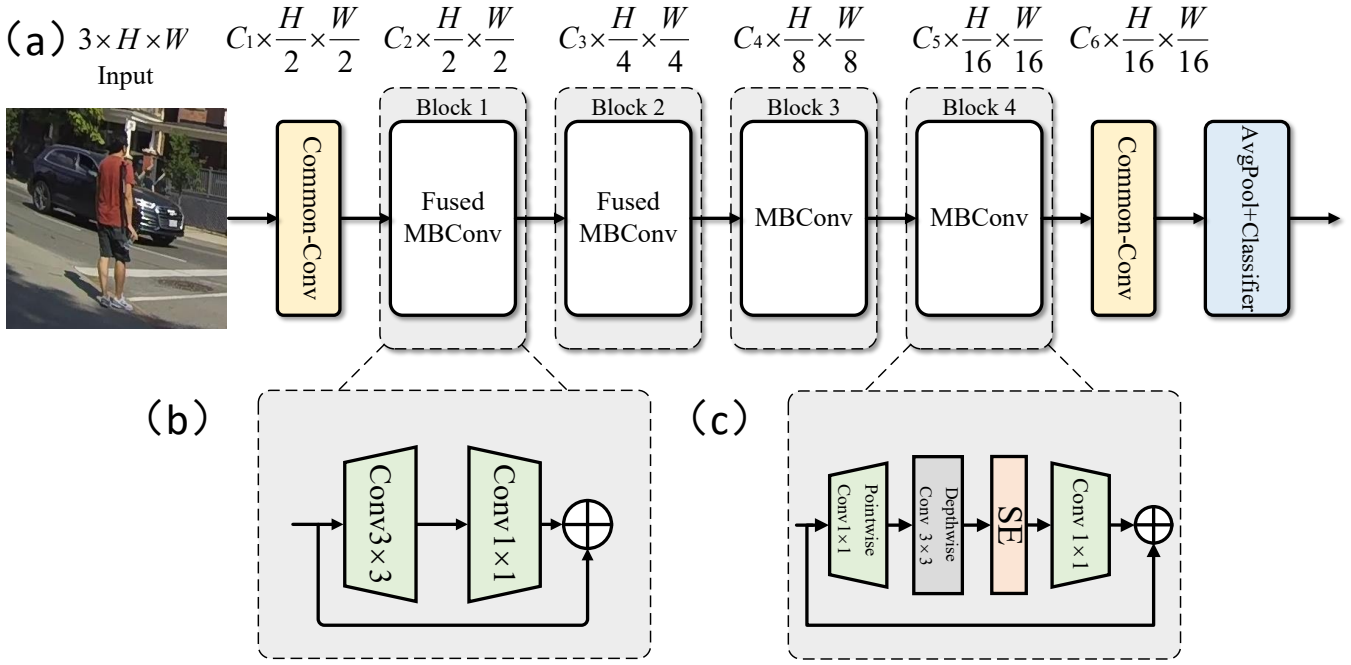 (a)
3 × H × W
Input
C₁ × H/2 × W/2
C₂ × H/2 × W/2
C₃ × H/4 × W/4
C₄ × H/8 × W/8
C₅ × H/16 × W/16
C₆ × H/16 × W/16
Common-Conv
Block 1
Fused
MBConv
Block 2
Fused
MBConv
Block 3
MBConv
Block 4
MBConv
Common-Conv
AvgPool+Classifier
(b)
Conv3×3
Conv1×1
(c)
Pointwise
Conv1×1
Depthwise
Conv 3×3
SE
Conv 1×1